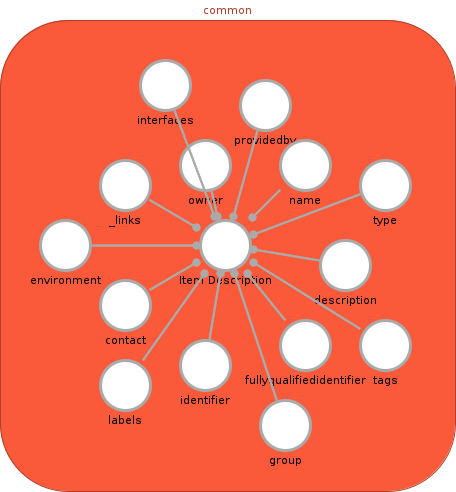 common
interfaces
providedby
owner
name
_links
type
environment
Item Description
description
contact
fullyqualifiedidentifier
tags
identifier
labels
group